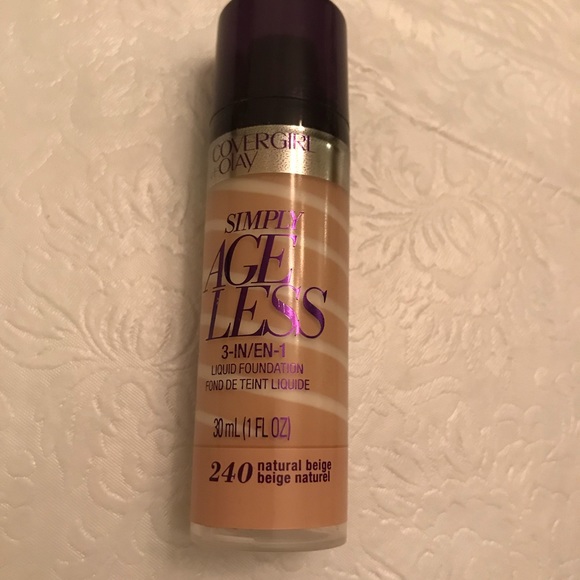 COVERGIRL
OLAY
SIMPLY
AGE
LESS
3-IN/EN-1
LIQUID FOUNDATION
FOND DE TEINT LIQUIDE
30 mL (1 FL OZ)
240 natural beige
beige naturel